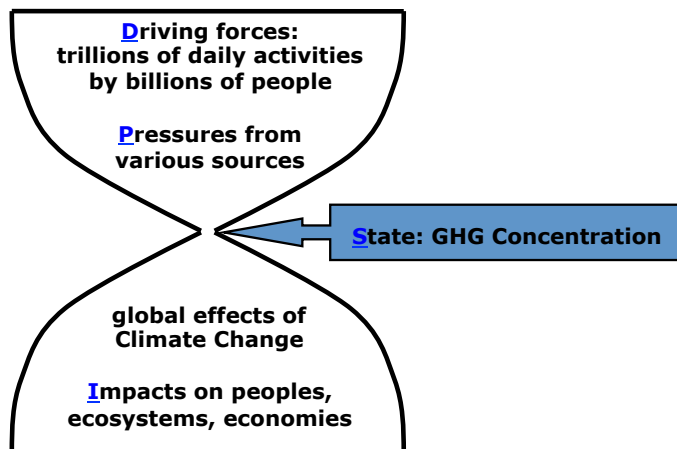 Driving forces:
trillions of daily activities
by billions of people
Pressures from
various sources
State: GHG Concentration
global effects of
Climate Change
Impacts on peoples,
ecosystems, economies